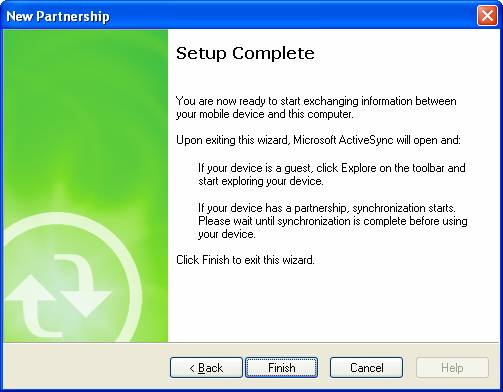 New Partnership
Setup Complete
You are now ready to start exchanging information between
your mobile device and this computer.
Upon exiting this wizard, Microsoft ActiveSync will open and:
If your device is a guest, click Explore on the toolbar and
start exploring your device.
If your device has a partnership, synchronization starts.
Please wait until synchronization is complete before using
your device.
Click Finish to exit this wizard.
< Back Finish Cancel Help